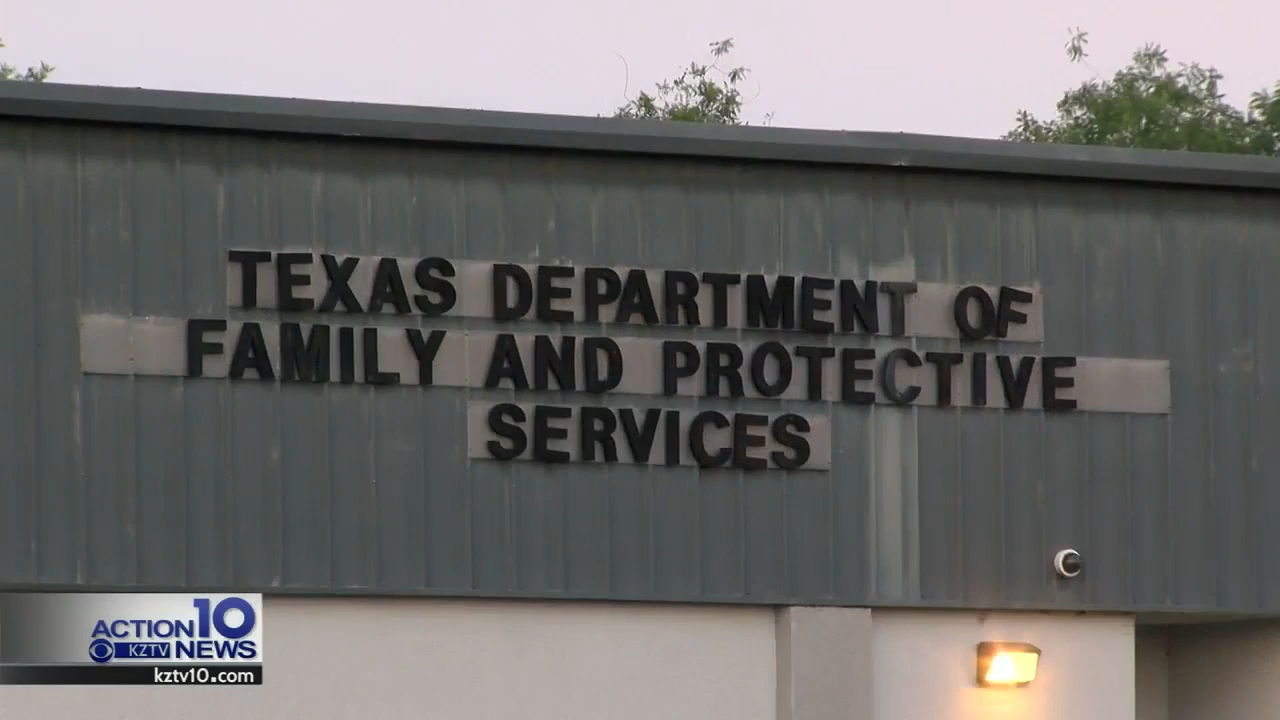 TEXAS DEPARTMENT OF
FAMILY AND PROTECTIVE
SERVICES
ACTION 10
KZTV NEWS
kztv10.com